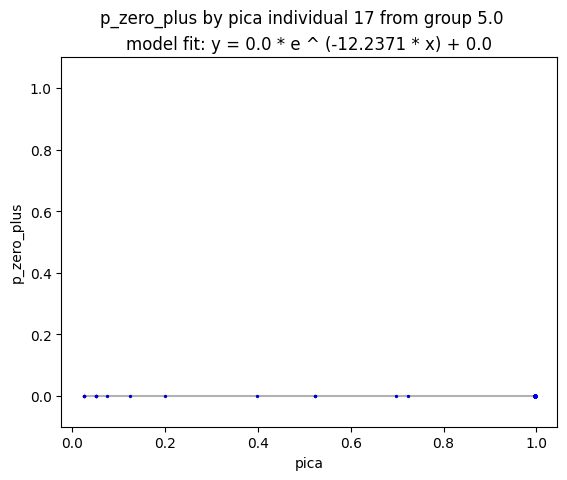 p_zero_plus by pica individual 17 from group 5.0
model fit: y = 0.0 * e ^ (-12.2371 * x) + 0.0
1.0
0.8
0.6
0.4
0.2
0.0
p_zero_plus
0.0 0.2 0.4 0.6 0.8 1.0
pica